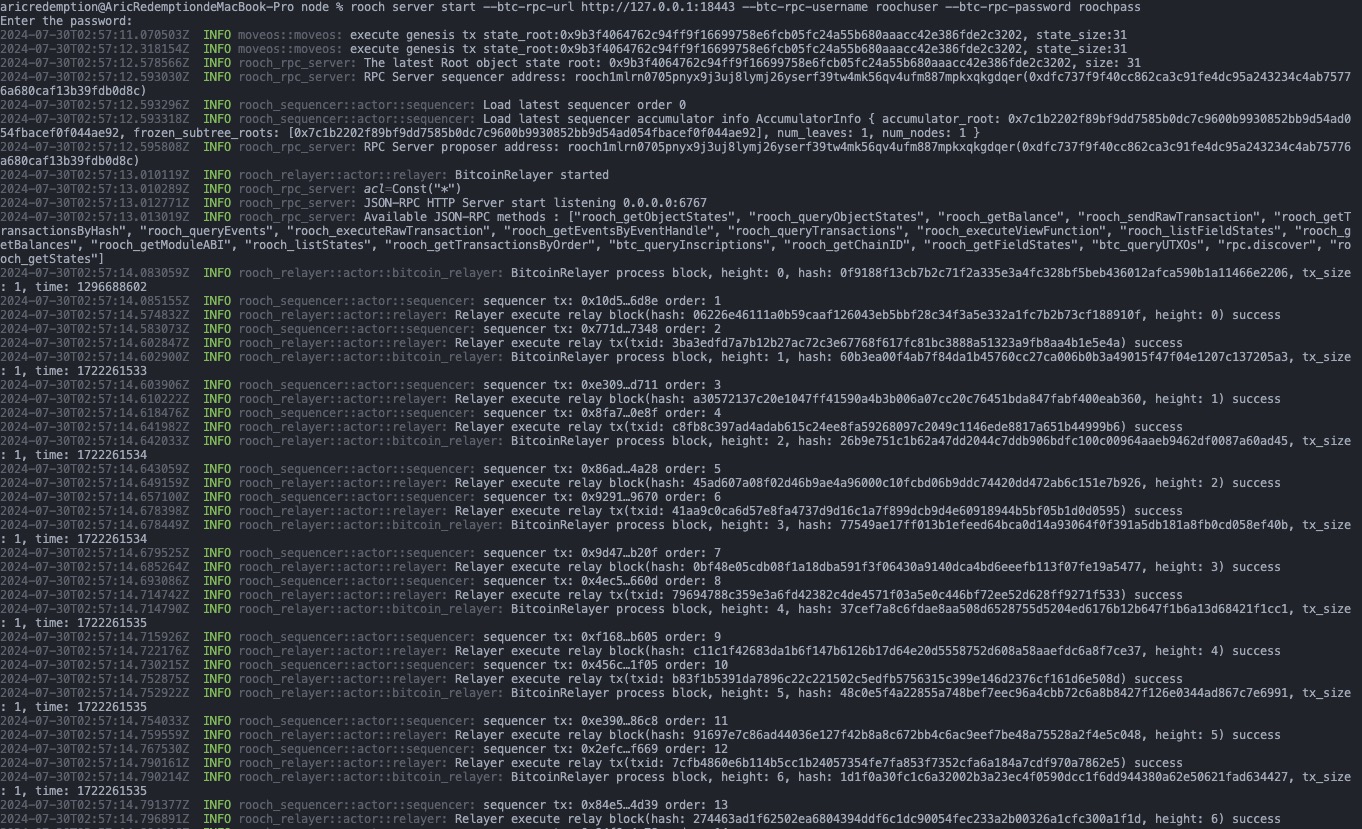 aricredemption@AricRedemptiondeMacBook-Pro node % rooch server start --btc-rpc-url http://127.0.0.1:18443 --btc-rpc-username roochuser --btc-rpc-password roochpass
Enter the password:
2024-07-30T02:57:11.070503Z  INFO moveos::moveos: execute genesis tx state_root:0x9b3f4064762c94ff9f16699758e6fcb05fc24a55b680aaacc42e386fde2c3202, state_size:31
2024-07-30T02:57:12.318154Z  INFO moveos::moveos: execute genesis tx state_root:0x9b3f4064762c94ff9f16699758e6fcb05fc24a55b680aaacc42e386fde2c3202, state_size:31
2024-07-30T02:57:12.578566Z  INFO rooch_rpc_server: The latest Root object state root: 0x9b3f4064762c94ff9f16699758e6fcb05fc24a55b680aaacc42e386fde2c3202, size: 31
2024-07-30T02:57:12.593030Z  INFO rooch_rpc_server: RPC Server sequencer address: rooch1mlrn0705pnyx9j3uj8lymj26yserf39tw4mk56qv4ufm887mpkxqkgdqer(0xdfc737f9f40cc862ca3c91fe4dc95a243234c4ab7577
6a680caf13b39fdb0d8c)
2024-07-30T02:57:12.593296Z  INFO rooch_sequencer::actor::sequencer: Load latest sequencer order 0
2024-07-30T02:57:12.593318Z  INFO rooch_sequencer::actor::sequencer: Load latest sequencer accumulator info AccumulatorInfo { accumulator_root: 0x7c1b2202f89bf9dd7585b0dc7c9600b9930852bb9d54ad0
54fbacef0f044ae92, frozen_subtree_roots: [0x7c1b2202f89bf9dd7585b0dc7c9600b9930852bb9d54ad054fbacef0f044ae92], num_leaves: 1, num_nodes: 1 }
2024-07-30T02:57:12.595808Z  INFO rooch_rpc_server: RPC Server proposer address: rooch1mlrn0705pnyx9j3uj8lymj26yserf39tw4mk56qv4ufm887mpkxqkgdqer(0xdfc737f9f40cc862ca3c91fe4dc95a243234c4ab75776
a680caf13b39fdb0d8c)
2024-07-30T02:57:13.010119Z  INFO rooch_relayer::actor::relayer: BitcoinRelayer started
2024-07-30T02:57:13.010289Z  INFO rooch_rpc_server: acl=Const("*")
2024-07-30T02:57:13.012771Z  INFO rooch_rpc_server: JSON-RPC HTTP Server start listening 0.0.0.0:6767
2024-07-30T02:57:13.013019Z  INFO rooch_rpc_server: Available JSON-RPC methods : ["rooch_getObjectStates", "rooch_queryObjectStates", "rooch_getBalance", "rooch_sendRawTransaction", "rooch_getT
ransactionsByHash", "rooch_queryEvents", "rooch_executeRawTransaction", "rooch_getEventsByEventHandle", "rooch_queryTransactions", "rooch_executeViewFunction", "rooch_listFieldStates", "rooch_g
etBalances", "rooch_getModuleABI", "rooch_listStates", "rooch_getTransactionsByOrder", "btc_queryInscriptions", "rooch_getChainID", "rooch_getFieldStates", "btc_queryUTXOs", "rpc.discover", "ro
och_getStates"]
2024-07-30T02:57:14.083059Z  INFO rooch_relayer::actor::bitcoin_relayer: BitcoinRelayer process block, height: 0, hash: 0f9188f13cb7b2c71f2a335e3a4fc328bf5beb436012afca590b1a11466e2206, tx_size
: 1, time: 1296688602
2024-07-30T02:57:14.085155Z  INFO rooch_sequencer::actor::sequencer: sequencer tx: 0x10d5…6d8e order: 1
2024-07-30T02:57:14.574832Z  INFO rooch_relayer::actor::relayer: Relayer execute relay block(hash: 06226e46111a0b59caaf126043eb5bbf28c34f3a5e332a1fc7b2b73cf188910f, height: 0) success
2024-07-30T02:57:14.583073Z  INFO rooch_sequencer::actor::sequencer: sequencer tx: 0x771d…7348 order: 2
2024-07-30T02:57:14.602847Z  INFO rooch_relayer::actor::relayer: Relayer execute relay tx(txid: 3ba3edfd7a7b12b27ac72c3e67768f617fc81bc3888a51323a9fb8aa4b1e5e4a) success
2024-07-30T02:57:14.602900Z  INFO rooch_relayer::actor::bitcoin_relayer: BitcoinRelayer process block, height: 1, hash: 60b3ea00f4ab7f84da1b45760cc27ca006b0b3a49015f47f04e1207c137205a3, tx_size
: 1, time: 1722261533
2024-07-30T02:57:14.603906Z  INFO rooch_sequencer::actor::sequencer: sequencer tx: 0xe309…d711 order: 3
2024-07-30T02:57:14.610222Z  INFO rooch_relayer::actor::relayer: Relayer execute relay block(hash: a30572137c20e1047ff41590a4b3b006a07cc20c76451bda847fabf400eab360, height: 1) success
2024-07-30T02:57:14.618476Z  INFO rooch_sequencer::actor::sequencer: sequencer tx: 0x8fa7…0e8f order: 4
2024-07-30T02:57:14.641982Z  INFO rooch_relayer::actor::relayer: Relayer execute relay tx(txid: c8fb8c397ad4adab615c24ee8fa59268097c2049c1146ede8817a651b44999b6) success
2024-07-30T02:57:14.642033Z  INFO rooch_relayer::actor::bitcoin_relayer: BitcoinRelayer process block, height: 2, hash: 26b9e751c1b62a47dd2044c7ddb906bdfc100c00964aaeb9462df0087a60ad45, tx_size
: 1, time: 1722261534
2024-07-30T02:57:14.643059Z  INFO rooch_sequencer::actor::sequencer: sequencer tx: 0x86ad…4a28 order: 5
2024-07-30T02:57:14.649159Z  INFO rooch_relayer::actor::relayer: Relayer execute relay block(hash: 45ad607a08f02d46b9ae4a96000c10fcbd06b9ddc74420dd472ab6c151e7b926, height: 2) success
2024-07-30T02:57:14.657100Z  INFO rooch_sequencer::actor::sequencer: sequencer tx: 0x9291…9670 order: 6
2024-07-30T02:57:14.678398Z  INFO rooch_relayer::actor::relayer: Relayer execute relay tx(txid: 41aa9c0ca6d57e8fa4737d9d16c1a7f899dcb9d4e60918944b5bf05b1d0d0595) success
2024-07-30T02:57:14.678449Z  INFO rooch_relayer::actor::bitcoin_relayer: BitcoinRelayer process block, height: 3, hash: 77549ae17ff013b1efeed64bca0d14a93064f0f391a5db181a8fb0cd058ef40b, tx_size
: 1, time: 1722261534
2024-07-30T02:57:14.679525Z  INFO rooch_sequencer::actor::sequencer: sequencer tx: 0x9d47…b20f order: 7
2024-07-30T02:57:14.685264Z  INFO rooch_relayer::actor::relayer: Relayer execute relay block(hash: 0bf48e05cdb08f1a18dba591f3f06430a9140dca4bd6eeefb113f07fe19a5477, height: 3) success
2024-07-30T02:57:14.693086Z  INFO rooch_sequencer::actor::sequencer: sequencer tx: 0x4ec5…660d order: 8
2024-07-30T02:57:14.714742Z  INFO rooch_relayer::actor::relayer: Relayer execute relay tx(txid: 79694788c359e3a6fd42382c4de4571f03a5e0c446bf72ee52d628ff9271f533) success
2024-07-30T02:57:14.714790Z  INFO rooch_relayer::actor::bitcoin_relayer: BitcoinRelayer process block, height: 4, hash: 37cef7a8c6fdae8aa508d6528755d5204ed6176b12b647f1b6a13d68421f1cc1, tx_size
: 1, time: 1722261535
2024-07-30T02:57:14.715926Z  INFO rooch_sequencer::actor::sequencer: sequencer tx: 0xf168…b605 order: 9
2024-07-30T02:57:14.722176Z  INFO rooch_relayer::actor::relayer: Relayer execute relay block(hash: c11c1f42683da1b6f147b6126b17d64e20d5558752d608a58aaefdc6a8f7ce37, height: 4) success
2024-07-30T02:57:14.730215Z  INFO rooch_sequencer::actor::sequencer: sequencer tx: 0x456c…1f05 order: 10
2024-07-30T02:57:14.752875Z  INFO rooch_relayer::actor::relayer: Relayer execute relay tx(txid: b83f1b5391da7896c22c221502c5edfb5756315c399e146d2376cf161d6e508d) success
2024-07-30T02:57:14.752922Z  INFO rooch_relayer::actor::bitcoin_relayer: BitcoinRelayer process block, height: 5, hash: 48c0e5f4a22855a748bef7eec96a4cbb72c6a8b8427f126e0344ad867c7e6991, tx_size
: 1, time: 1722261535
2024-07-30T02:57:14.754033Z  INFO rooch_sequencer::actor::sequencer: sequencer tx: 0xe390…86c8 order: 11
2024-07-30T02:57:14.759559Z  INFO rooch_relayer::actor::relayer: Relayer execute relay block(hash: 91697e7c86ad44036e127f42b8a8c672bb4c6ac9eef7be48a75528a2f4e5c048, height: 5) success
2024-07-30T02:57:14.767530Z  INFO rooch_sequencer::actor::sequencer: sequencer tx: 0x2efc…f669 order: 12
2024-07-30T02:57:14.790161Z  INFO rooch_relayer::actor::relayer: Relayer execute relay tx(txid: 7cfb4860e6b114b5cc1b24057354fe7fa853f7352cfa6a184a7cdf970a7862e5) success
2024-07-30T02:57:14.790214Z  INFO rooch_relayer::actor::bitcoin_relayer: BitcoinRelayer process block, height: 6, hash: 1d1f0a30fc1c6a32002b3a23ec4f0590dcc1f6dd944380a62e50621fad634427, tx_size
: 1, time: 1722261535
2024-07-30T02:57:14.791377Z  INFO rooch_sequencer::actor::sequencer: sequencer tx: 0x84e5…4d39 order: 13
2024-07-30T02:57:14.796891Z  INFO rooch_relayer::actor::relayer: Relayer execute relay block(hash: 274463ad1f62502ea6804394ddf6c1dc90054fec233a2b00326a1cfc300a1f1d, height: 6) success